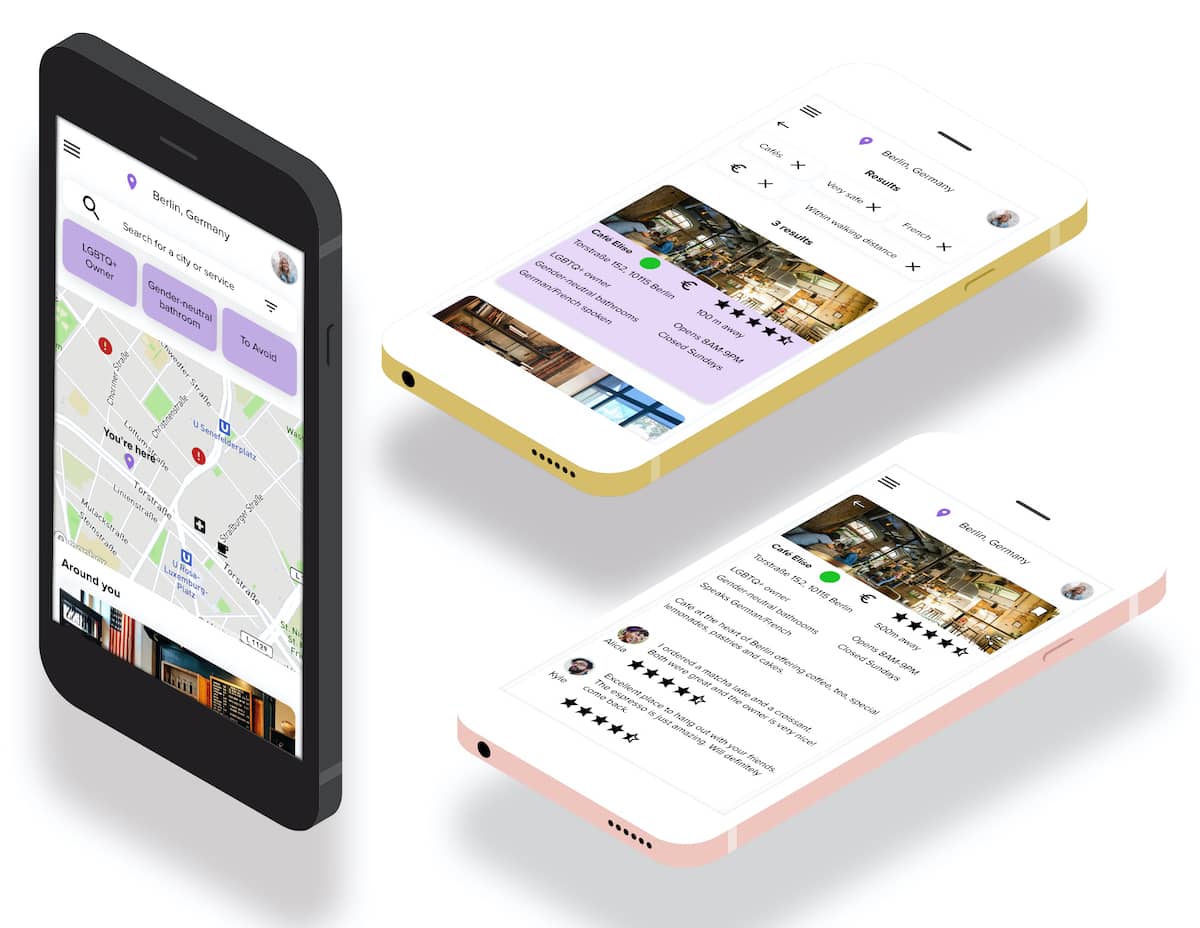 Berlin, Germany
Search for a city or service
LGBTQ+
Owner
Gender-neutral
bathroom
To Avoid
Choriner Straße
Schwedter Straße
Christinenstraße
U Senefelderplatz
Lottumstraße
You're here
Torstraße
Linienstraße
Mulackstraße
Steinstraße
Straßburger Straße
U Rosa-
Luxemburg-
Platz
Torstraße
L 1129
Around you
Berlin, Germany
Results
Cafés
Very safe
French
€
Within walking distance
3 results
Café Elise
Torstraße 152, 10115 Berlin
€
LGBTQ+ owner
100 m away
Gender-neutral bathrooms
Opens 8AM-9PM
German/French spoken
Closed Sundays
Berlin, Germany
Café Elise
Torstraße 152, 10115 Berlin
€
LGBTQ+ owner
500m away
Gender-neutral bathrooms
Opens 8AM-9PM
Speaks German/French
Closed Sundays
Café at the heart of Berlin offering coffee, tea, special
lemonades, pastries and cakes.
Alicia
I ordered a matcha latte and a croissant.
Both were great and the owner is very nice!
Kyle
Excellent place to hang out with your friends.
The espresso is just amazing. Will definitely
come back.